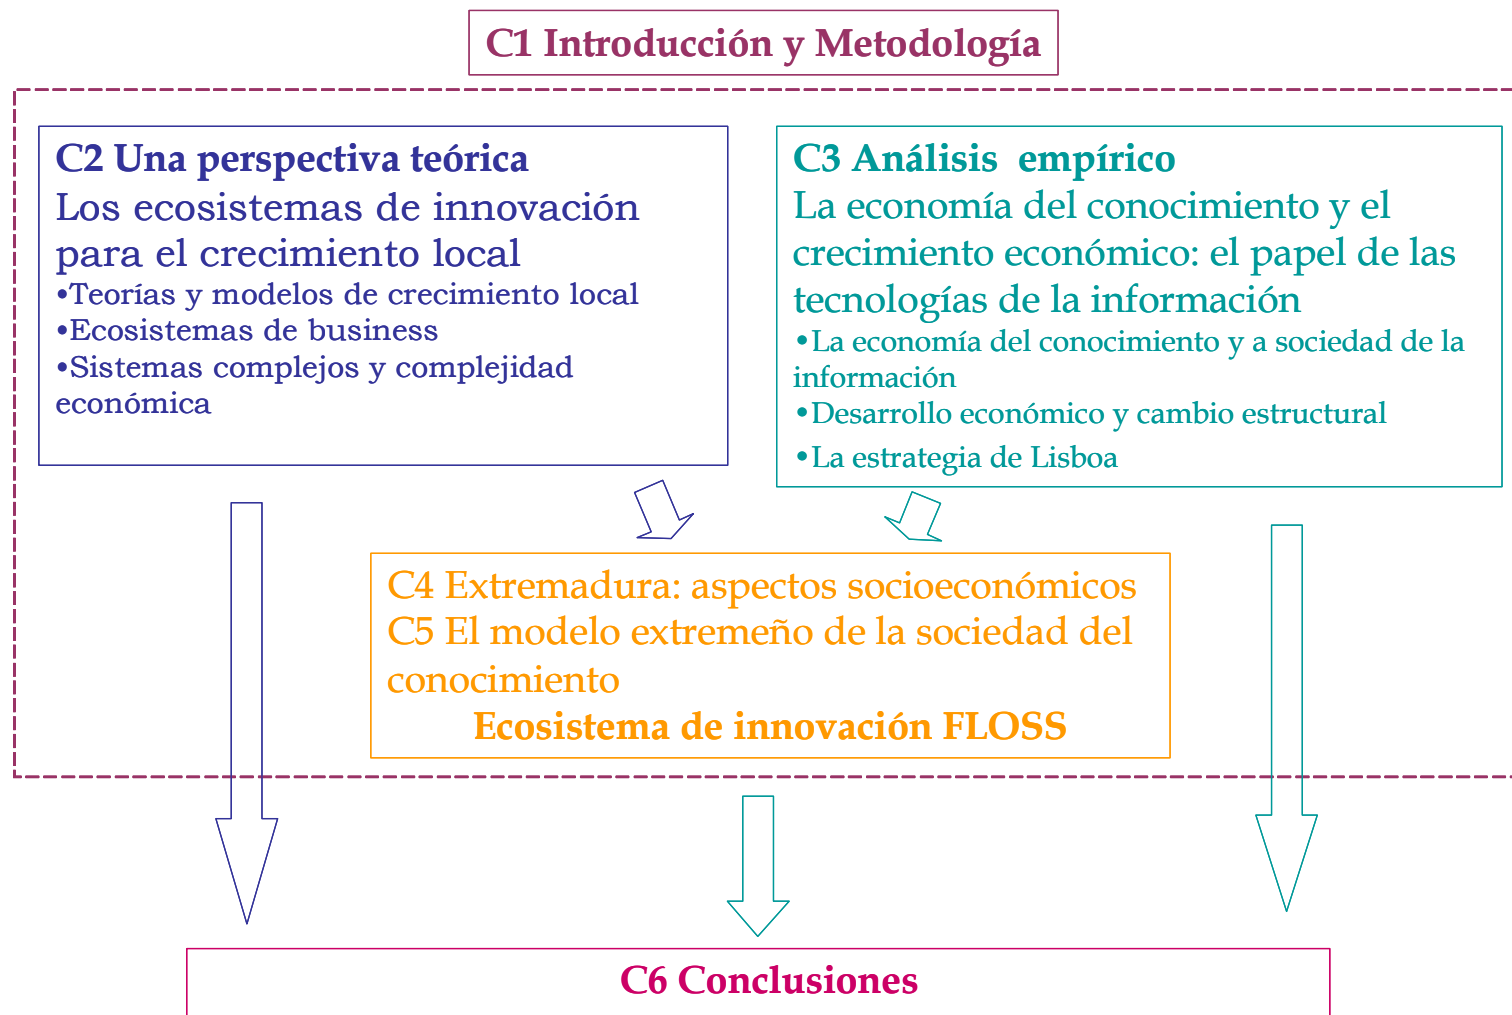 C1 Introducción y Metodología
C2 Una perspectiva teórica
Los ecosistemas de innovación
para el crecimiento local
•Teorías y modelos de crecimiento local
•Ecosistemas de business
•Sistemas complejos y complejidad
económica
C3 Análisis empírico
La economía del conocimiento y el
crecimiento económico: el papel de las
tecnologías de la información
•La economía del conocimiento y a sociedad de la
información
•Desarrollo económico y cambio estructural
•La estrategia de Lisboa
C4 Extremadura: aspectos socioeconómicos
C5 El modelo extremeño de la sociedad del
conocimiento
Ecosistema de innovación FLOSS
C6 Conclusiones